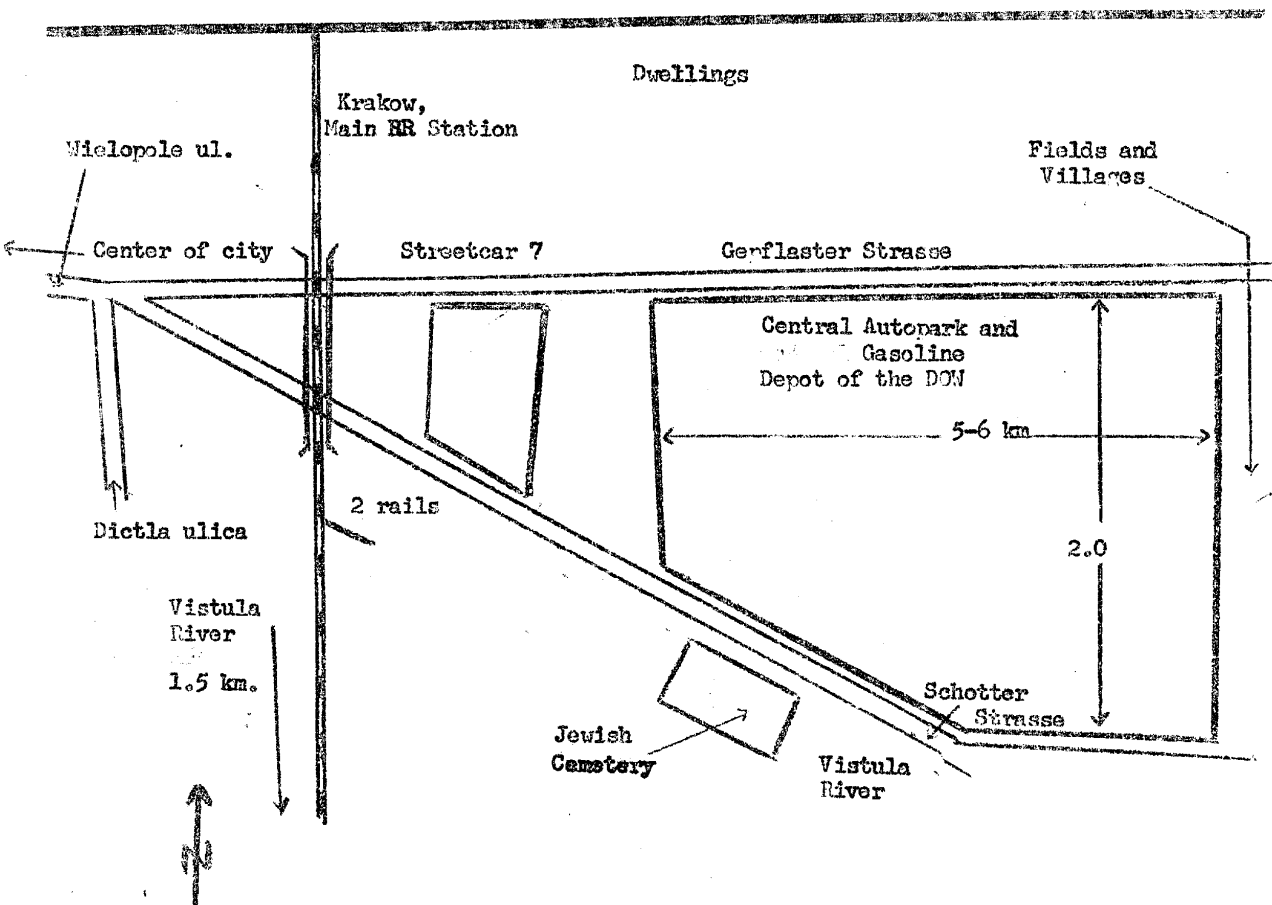 Dwellings
Krakow,
Main RR Station
Wielopole ul.
Fields and
Villages
Center of city
Streetcar 7
Gepflaster Strasse
Central Autopark and
Gasoline
Depot of the DOW
5-6 km
2 rails
Dictla ulica
2.0
Vistula
River
1.5 km.
Schotter
Strasse
Jewish
Cemetery
Vistula
River
N